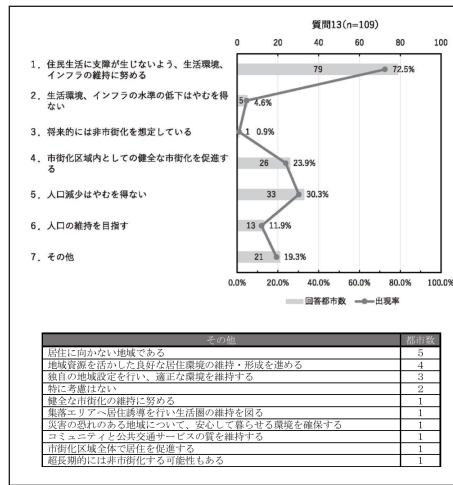 質問13(n=109)
0 20 40 60 80 100
1．住民生活に支障が生じないよう、生活環境、
インフラの維持に努める
79 72.5%
2．生活環境、インフラの水準の低下はやむを得
ない
5 4.6%
3．将来的には非市街化を想定している
1 0.9%
4．市街化区域内としての健全な市街化を促進す
る
26 23.9%
5．人口減少はやむを得ない
33 30.3%
6．人口の維持を目指す
13 11.9%
7．その他
21 19.3%
0.0% 20.0% 40.0% 60.0% 80.0% 100.0%
回答都市数 出現率
その他 都市数
居住に向かない地域である 5
地域資源を活かした良好な居住環境の維持・形成を進める 4
独自の地域設定を行い、適正な環境を維持する 3
特に考慮はない 2
健全な市街化の維持に努める 1
集落エリアへ居住誘導を行い生活圏の維持を図る 1
災害の恐れのある地域について、安心して暮らせる環境を確保する 1
コミュニティと公共交通サービスの質を維持する 1
市街化区域全体で居住を促進する 1
超長期的には非市街化する可能性もある 1